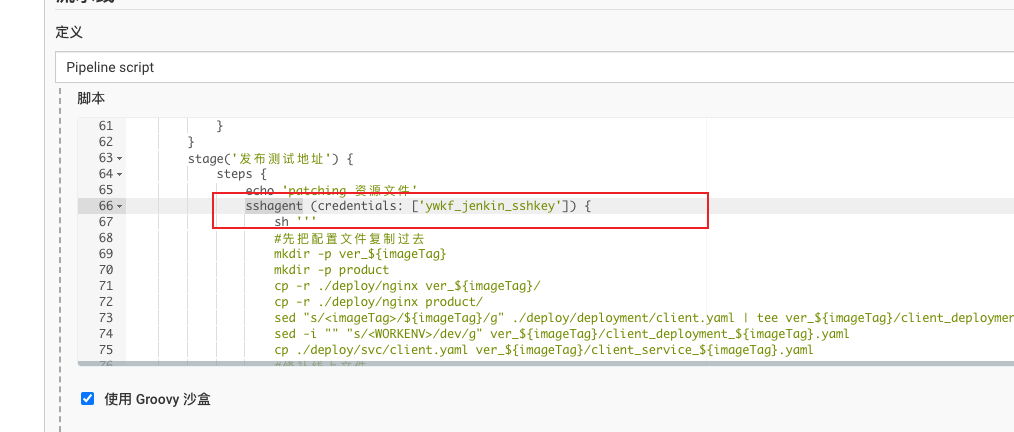 定义
Pipeline script
脚本
61 }
62 }
63 stage('发布测试地址') {
64 steps {
65 echo 'patching 资源文件'
66 sshagent (credentials: ['ywkf_jenkin_sshkey']) {
67 sh '''
68 #先把配置文件复制过去
69 mkdir -p ver_${imageTag}
70 mkdir -p product
71 cp -r ./deploy/nginx ver_${imageTag}/
72 cp -r ./deploy/nginx product/
73 sed "s/<imageTag>/${imageTag}/g" ./deploy/deployment/client.yaml | tee ver_${imageTag}/client_deploymen
74 sed -i "" "s/<WORKENV>/dev/g" ver_${imageTag}/client_deployment_${imageTag}.yaml
75 cp ./deploy/svc/client.yaml ver_${imageTag}/client_service_${imageTag}.yaml
76
使用 Groovy 沙盒